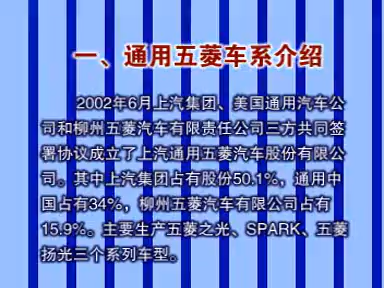 一、通用五菱车系介绍
2002年6月上汽集团、美国通用汽车公
司和柳州五菱汽车有限责任公司三方共同签
署协议成立了上汽通用五菱汽车股份有限公
司。其中上汽集团占有股份50.1%，通用中
国占有34%，柳州五菱汽车有限公司占有
15.9%。主要生产五菱之光、SPARK、五菱
扬光三个系列车型。